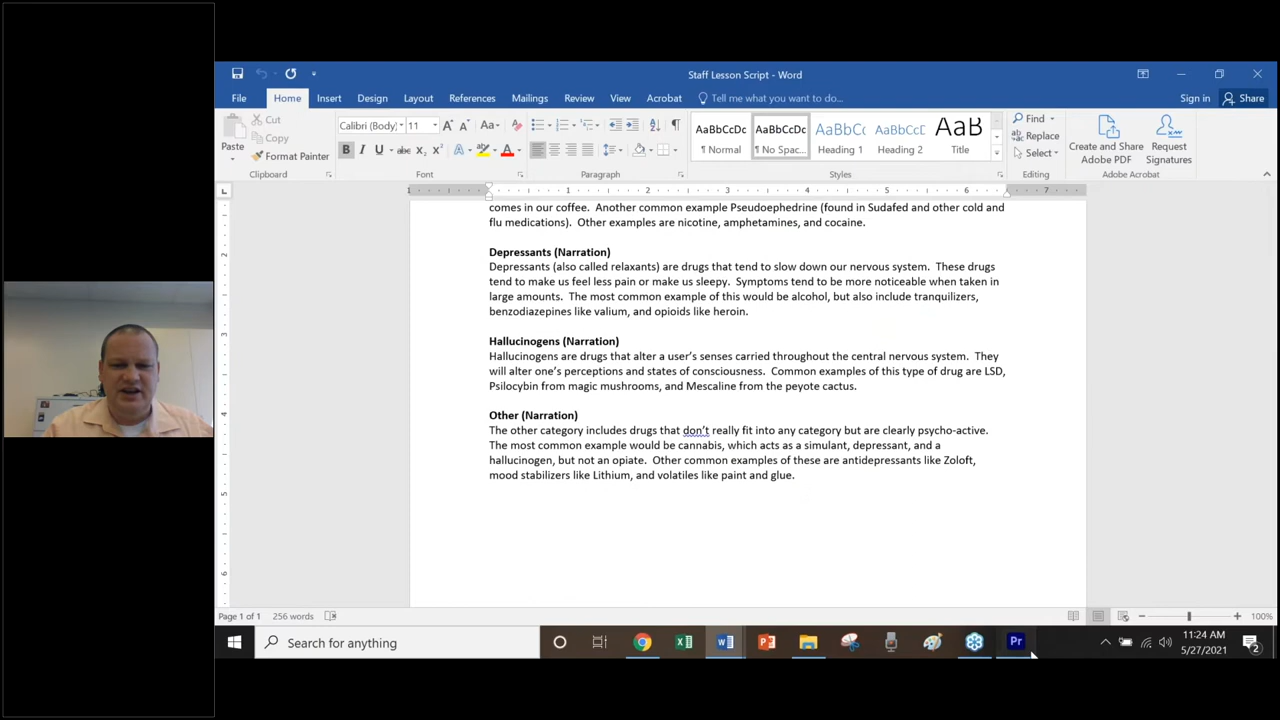 Staff Lesson Script - Word
File Home Insert Design Layout References Mailings Review View Acrobat Tell me what you want to do... Sign in Share
Paste
Cut
Copy
Format Painter
Clipboard
Calibri (Body) 11
Font
Paragraph
AaBbCcDc AaBbCcDc AaBbC AaBbCcD AaB
¶ Normal ¶ No Spac... Heading 1 Heading 2 Title
Styles
Find
Replace
Select
Editing
Create and Share Adobe PDF
Request Signatures
Adobe Acrobat
1 1 2 3 4 5 6 7
comes in our coffee. Another common example Pseudoephedrine (found in Sudafed and other cold and
flu medications). Other examples are nicotine, amphetamines, and cocaine.
Depressants (Narration)
Depressants (also called relaxants) are drugs that tend to slow down our nervous system. These drugs
tend to make us feel less pain or make us sleepy. Symptoms tend to be more noticeable when taken in
large amounts. The most common example of this would be alcohol, but also include tranquilizers,
benzodiazepines like valium, and opioids like heroin.
Hallucinogens (Narration)
Hallucinogens are drugs that alter a user's senses carried throughout the central nervous system. They
will alter one's perceptions and states of consciousness. Common examples of this type of drug are LSD,
Psilocybin from magic mushrooms, and Mescaline from the peyote cactus.
Other (Narration)
The other category includes drugs that don't really fit into any category but are clearly psycho-active.
The most common example would be cannabis, which acts as a simulant, depressant, and a
hallucinogen, but not an opiate. Other common examples of these are antidepressants like Zoloft,
mood stabilizers like Lithium, and volatiles like paint and glue.
Page 1 of 1 256 words 100%
Search for anything
Pr
11:24 AM
5/27/2021
2